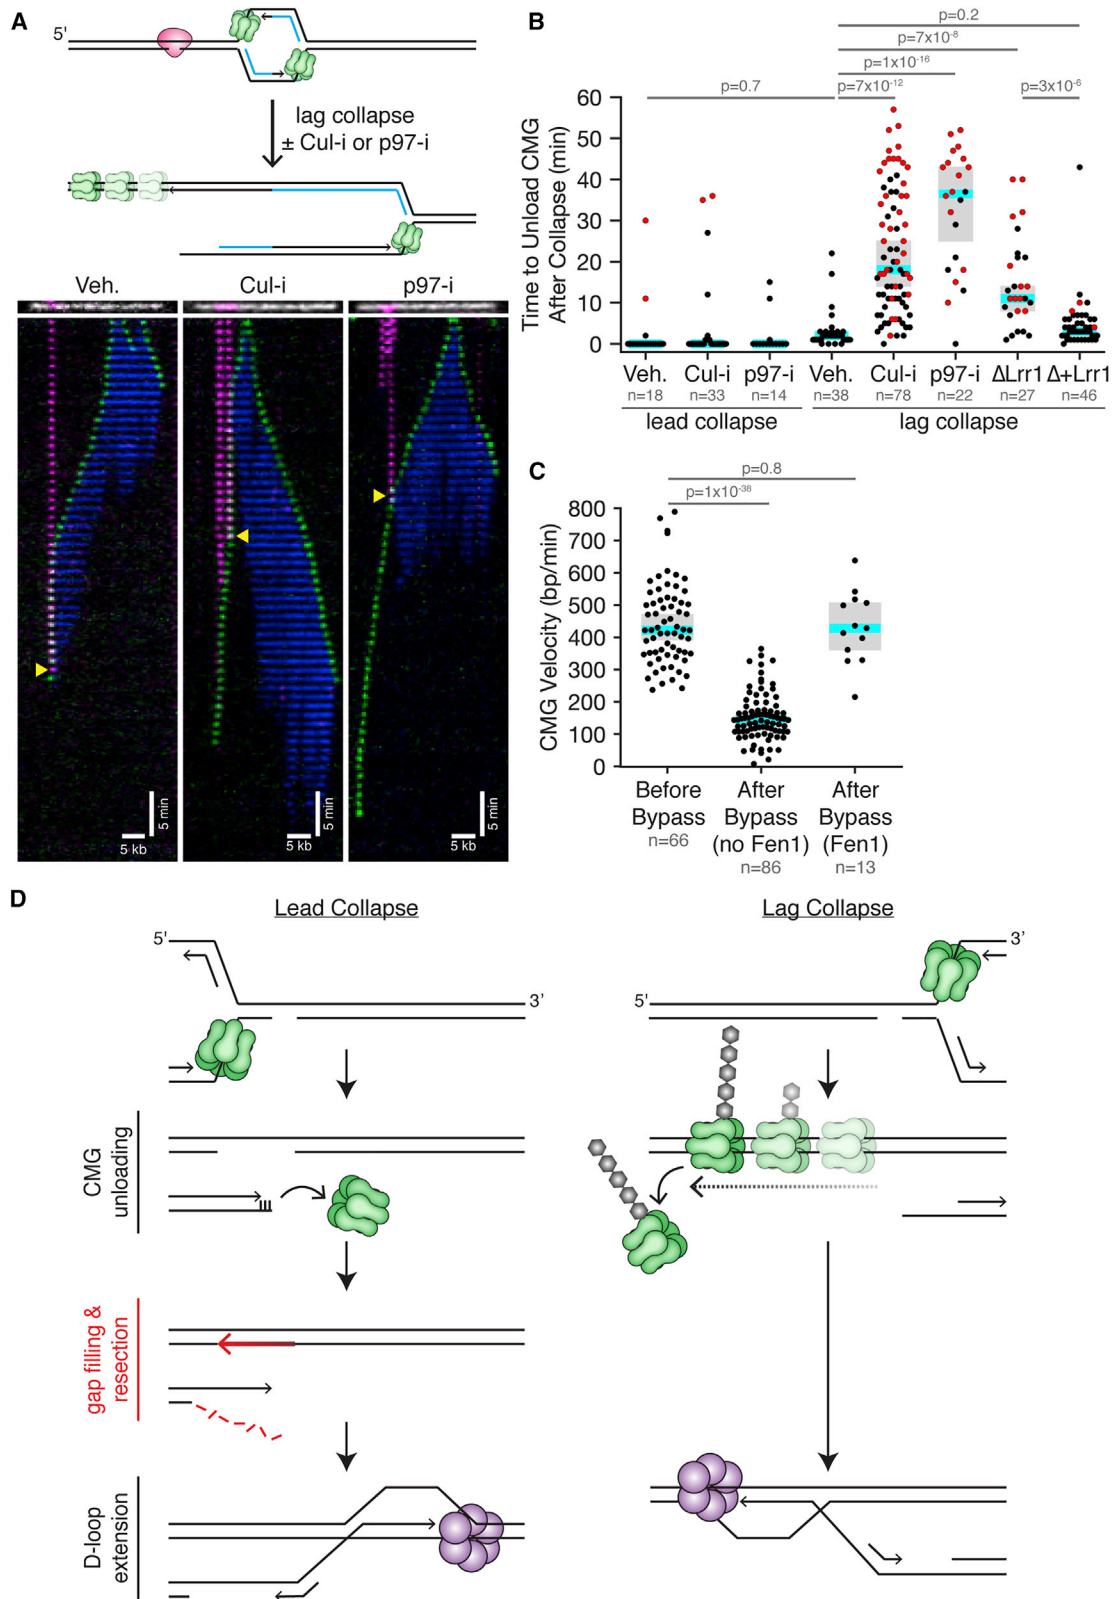 A
5'
lag collapse
± Cul-i or p97-i
Veh.
Cul-i
p97-i
5 kb
5 min
5 kb
5 min
5 kb
5 min
B
p=0.2
p=7x10-8
p=1x10-16
p=0.7
p=7x10-12
p=3x10-6
Time to Unload CMG
After Collapse (min)
60
50
40
30
20
10
0
Veh. Cul-i p97-i Veh. Cul-i p97-i ΔLrr1 Δ+Lrr1
n=18 n=33 n=14 n=38 n=78 n=22 n=27 n=46
lead collapse
lag collapse
C
p=0.8
p=1x10-38
CMG Velocity (bp/min)
800
700
600
500
400
300
200
100
0
Before
Bypass
n=66
After
Bypass
(no Fen1)
n=86
After
Bypass
(Fen1)
n=13
D
Lead Collapse
5'
3'
CMG
unloading
gap filling &
resection
D-loop
extension
Lag Collapse
3'
5'